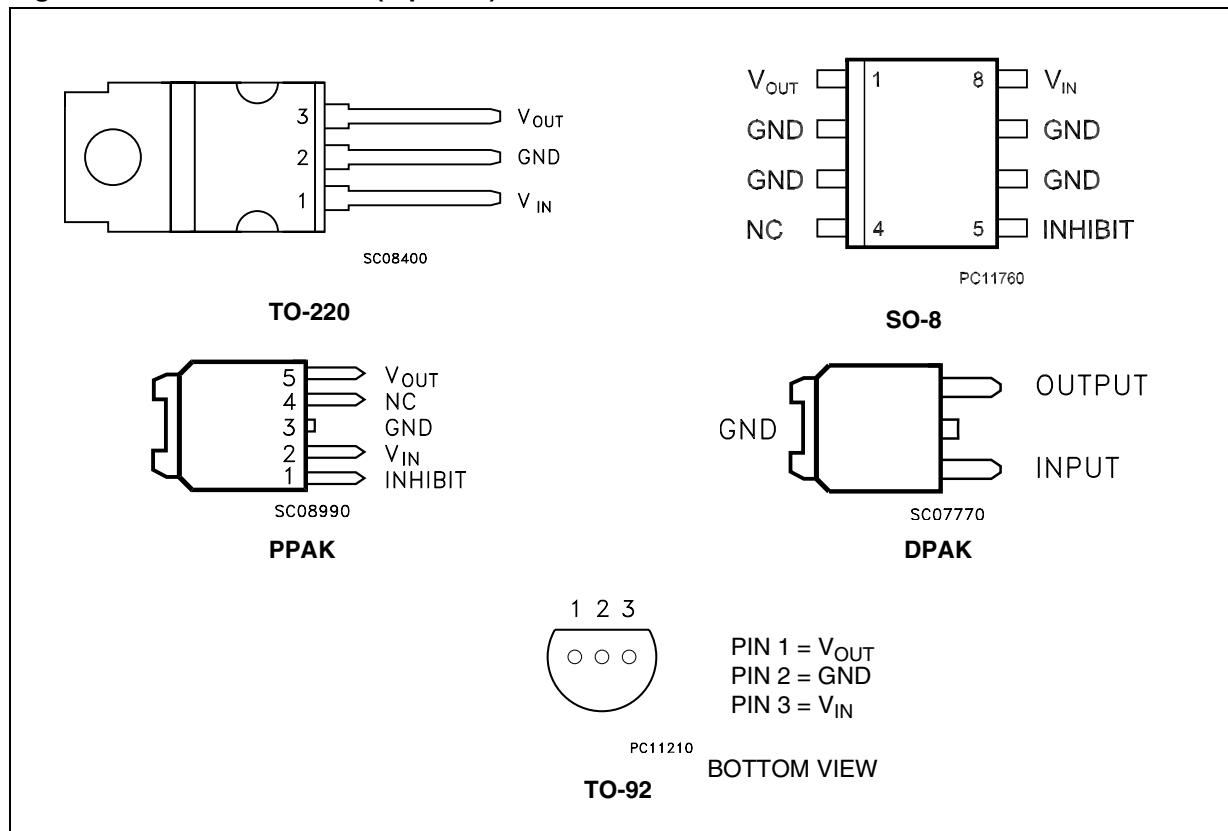 3 V_OUT
2 GND
1 V_IN
SC08400
TO-220
V_OUT 1 8 V_IN
GND GND
GND GND
NC 4 5 INHIBIT
PC11760
SO-8
5 V_OUT
4 NC
3 GND
2 V_IN
1 INHIBIT
SC08990
PPAK
OUTPUT
GND
INPUT
SC07770
DPAK
1 2 3
PIN 1 = V_OUT
PIN 2 = GND
PIN 3 = V_IN
PC11210
BOTTOM VIEW
TO-92